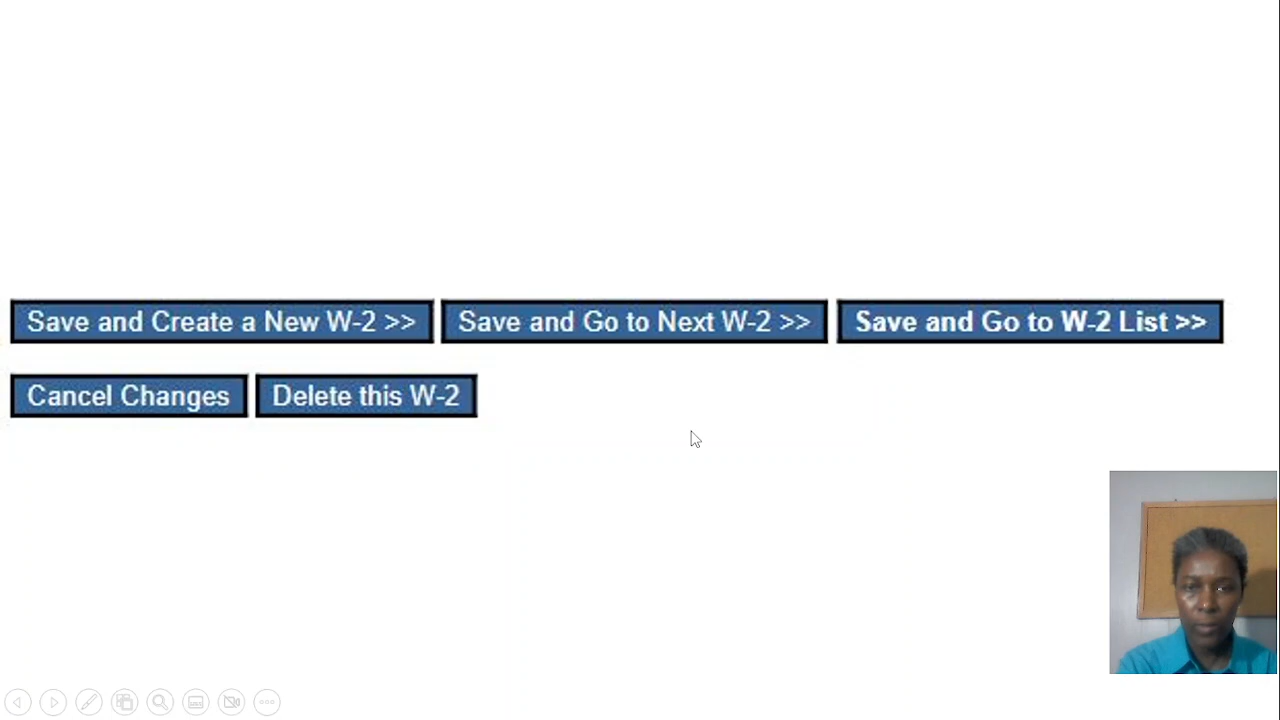 Save and Create a New W-2 >> Save and Go to Next W-2 >> Save and Go to W-2 List >>
Cancel Changes Delete this W-2